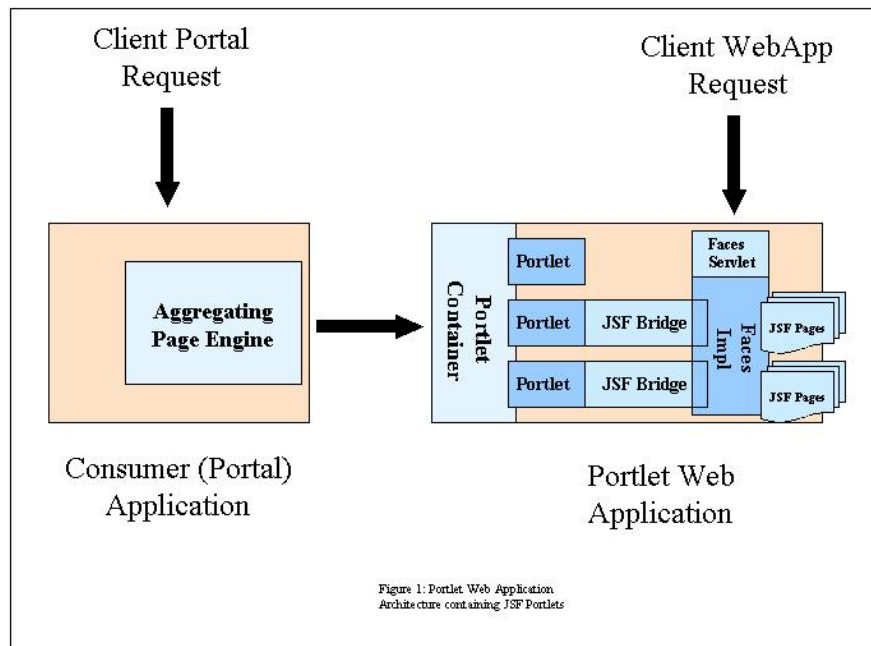 Client Portal
Request
Client WebApp
Request
Aggregating
Page Engine
Portlet
Container
Portlet
Portlet
JSF Bridge
Portlet
JSF Bridge
Faces
Servlet
Faces
Impl
JSF Pages
JSF Pages
Consumer (Portal)
Application
Portlet Web
Application
Figure 1: Portlet Web Application
Architecture containing JSF Portlets